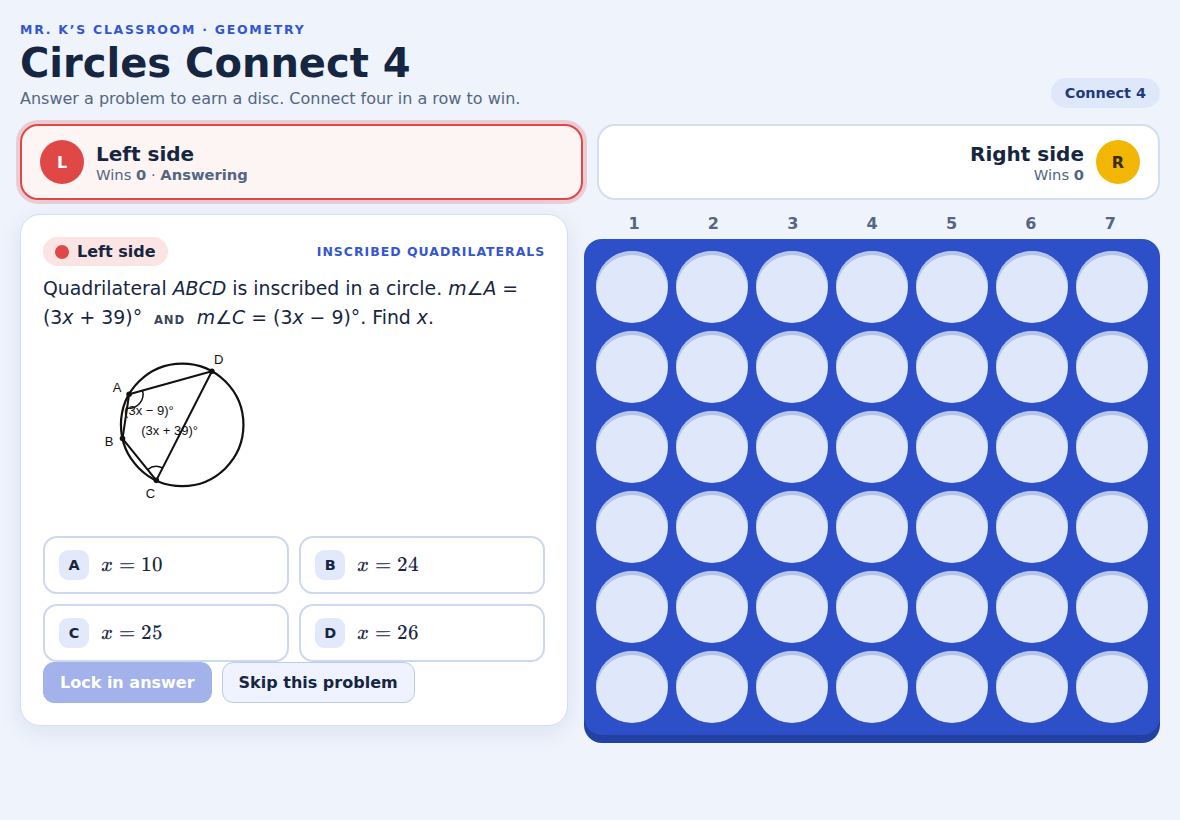 MR. K’S CLASSROOM · GEOMETRY
Circles Connect 4
Answer a problem to earn a disc. Connect four in a row to win.
Connect 4
L
Left side
Wins 0 · Answering
Right side
Wins 0
R
Left side
INSCRIBED QUADRILATERALS
Quadrilateral ABCD is inscribed in a circle. m∠A =
(3x + 39)° AND m∠C = (3x − 9)°. Find x.
D
A
(3x − 9)°
(3x + 39)°
B
C
A x = 10
B x = 24
C x = 25
D x = 26
Lock in answer
Skip this problem
1 2 3 4 5 6 7